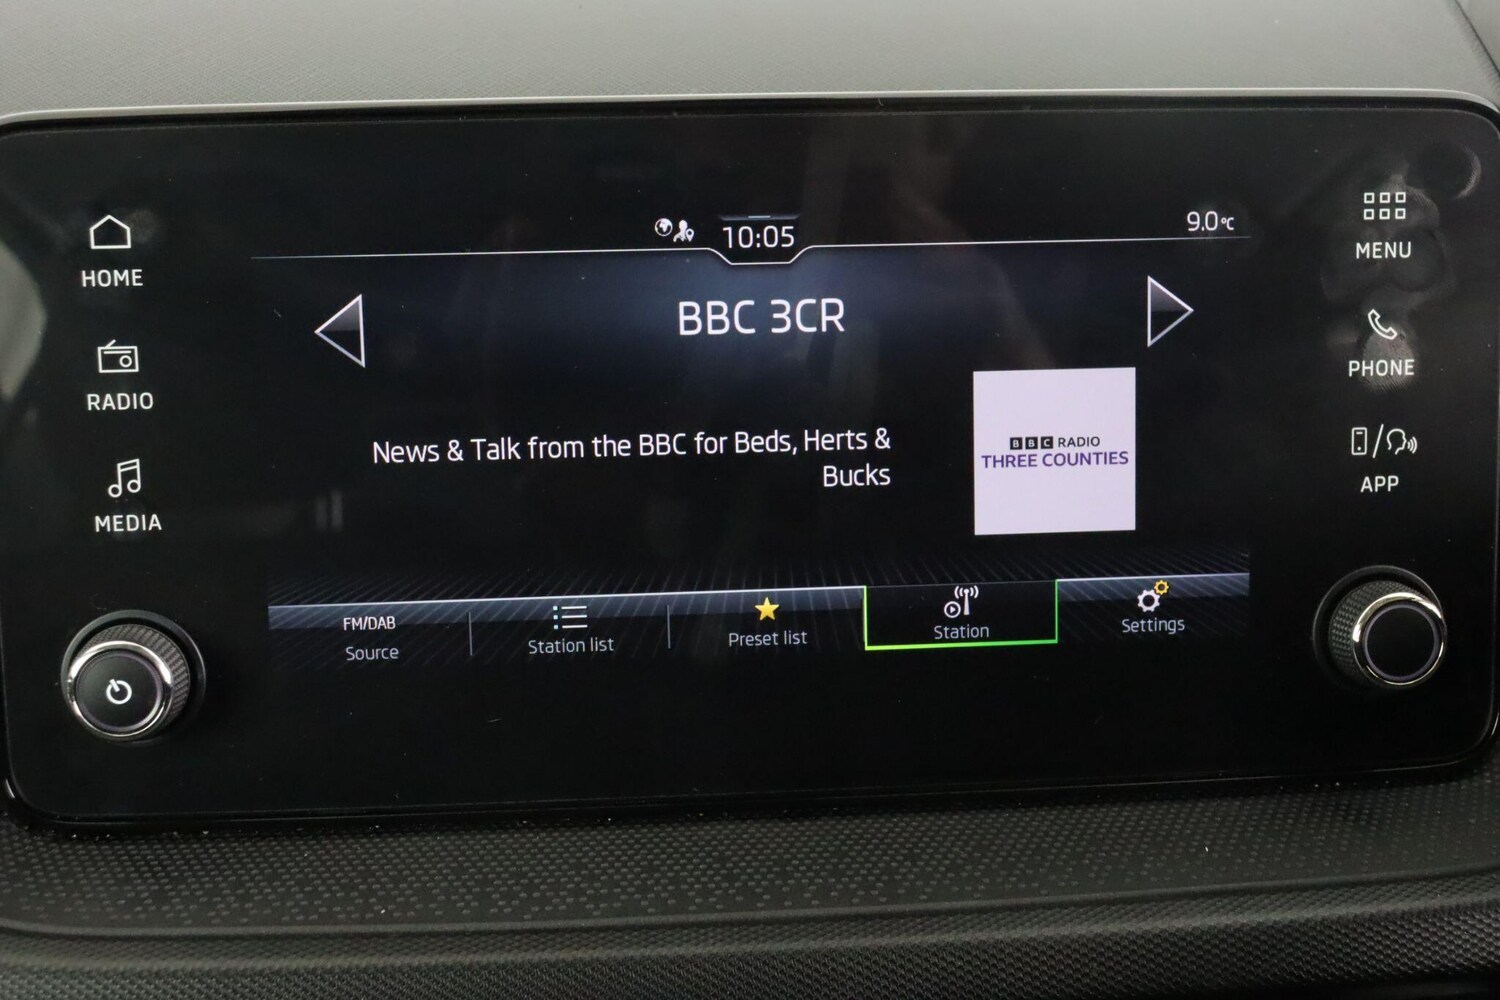 10:05
9.0°C
HOME
RADIO
MEDIA
MENU
PHONE
APP
BBC 3CR
News & Talk from the BBC for Beds, Herts &
Bucks
BBC RADIO
THREE COUNTIES
FM/DAB
Source
Station list
Preset list
Station
Settings